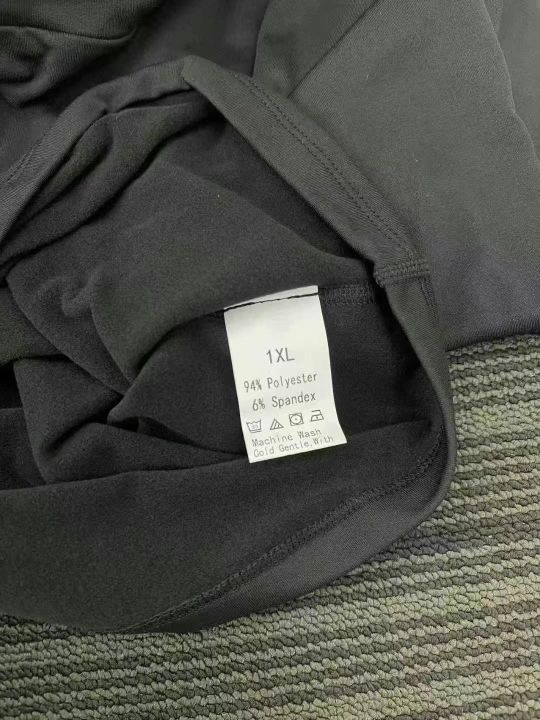 1XL
94% Polyester
6% Spandex
Machine Wash
Cold Gentle,With